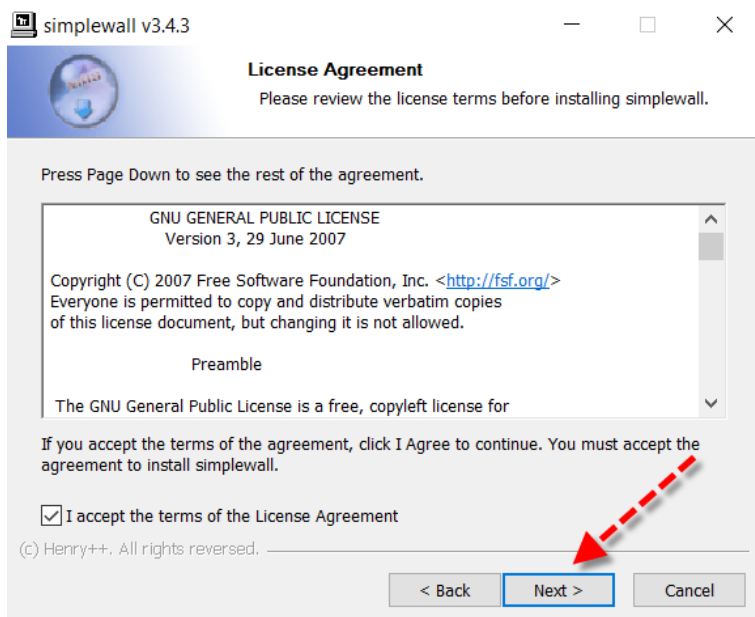 simplewall v3.4.3
License Agreement
Please review the license terms before installing simplewall.
Press Page Down to see the rest of the agreement.
GNU GENERAL PUBLIC LICENSE
Version 3, 29 June 2007
Copyright (C) 2007 Free Software Foundation, Inc. <http://fsf.org/>
Everyone is permitted to copy and distribute verbatim copies
of this license document, but changing it is not allowed.
Preamble
The GNU General Public License is a free, copyleft license for
If you accept the terms of the agreement, click I Agree to continue. You must accept the
agreement to install simplewall.
I accept the terms of the License Agreement
(c) Henry++. All rights reversed.
< Back Next > Cancel